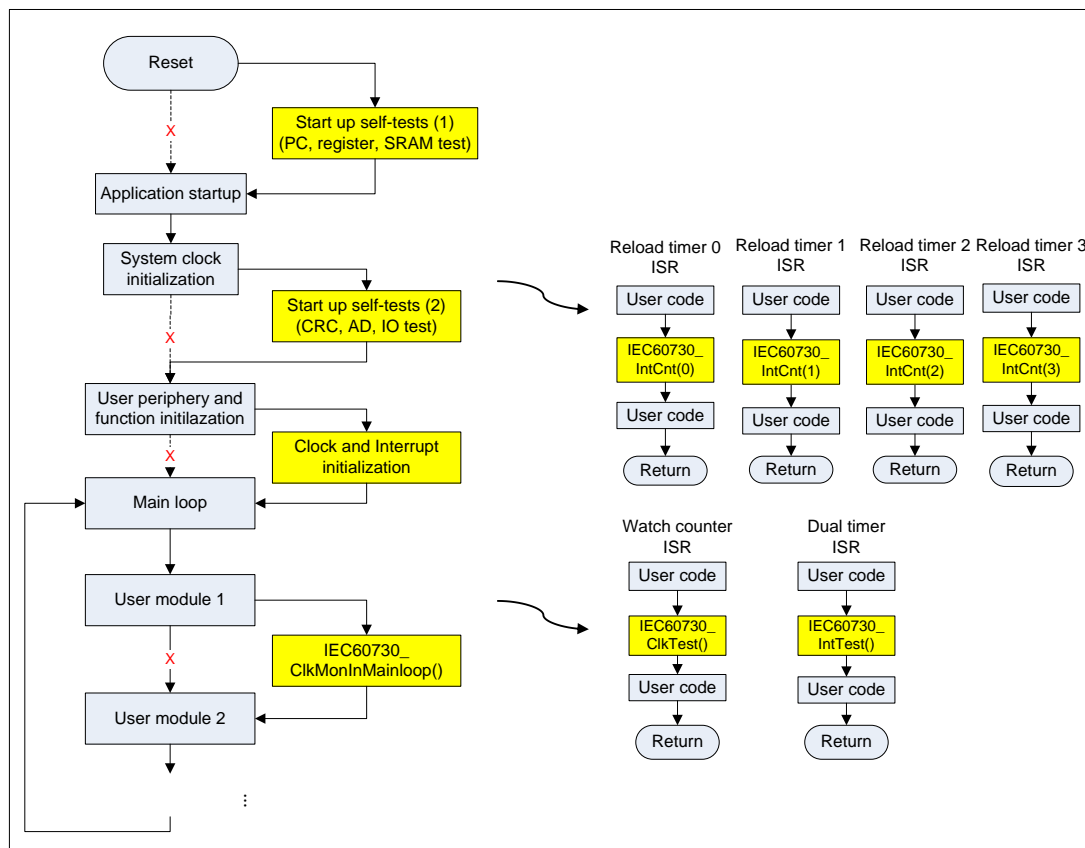 Reset
X
Start up self-tests (1)
(PC, register, SRAM test)
Application startup
System clock
initialization
Start up self-tests (2)
(CRC, AD, IO test)
X
User periphery and
function initilazation
X
Clock and Interrupt
initialization
Main loop
User module 1
X
IEC60730_
ClkMonInMainloop()
User module 2
...
Reload timer 0
ISR
User code
IEC60730_
IntCnt(0)
User code
Return
Reload timer 1
ISR
User code
IEC60730_
IntCnt(1)
User code
Return
Reload timer 2
ISR
User code
IEC60730_
IntCnt(2)
User code
Return
Reload timer 3
ISR
User code
IEC60730_
IntCnt(3)
User code
Return
Watch counter
ISR
User code
IEC60730_
ClkTest()
User code
Return
Dual timer
ISR
User code
IEC60730_
IntTest()
User code
Return